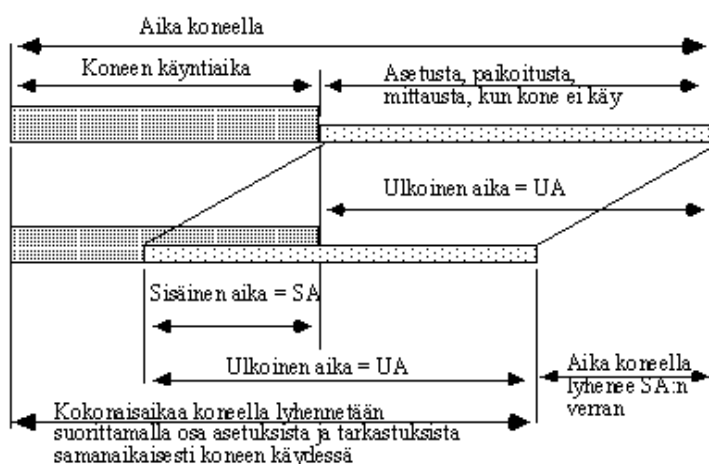 Aika koneella
Koneen käyntiaika
Asetusta, paikoitusta,
mittausta, kun kone ei käy
Ulkoinen aika = UA
Sisäinen aika = SA
Ulkoinen aika = UA
Aika koneella
lyhenee SA:n
verran
Kokonaisaikaa koneella lyhennetään
suorittamalla osa asetuksista ja tarkastuksista
samanaikaisesti koneen käydessä